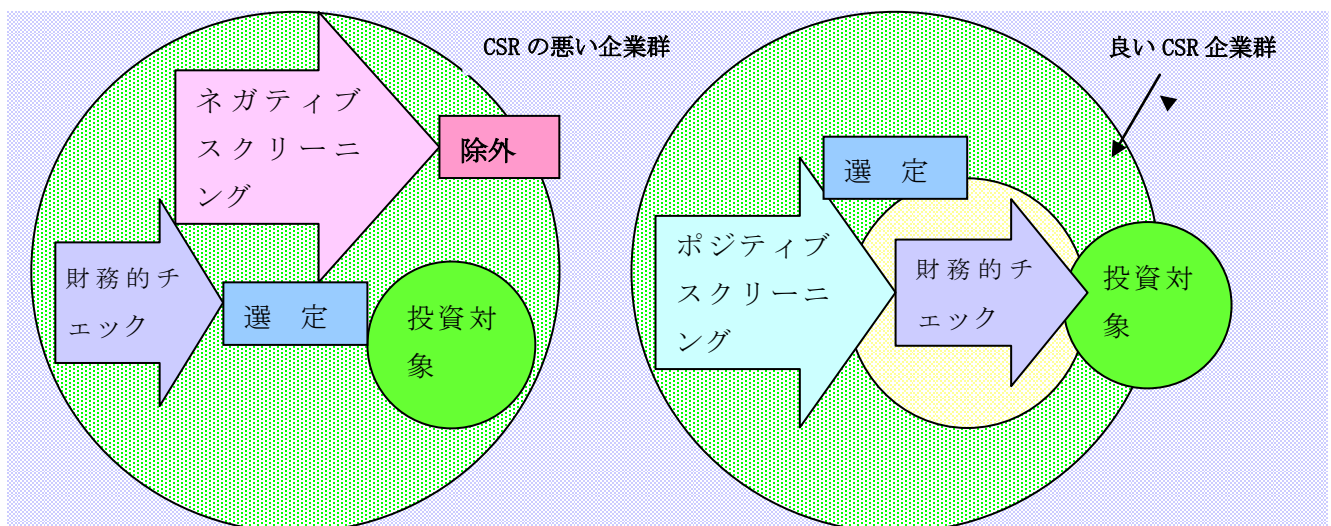 CSR の悪い企業群
ネガティブ
スクリーニ
ング
除外
財務的チ
ェック
選 定
投資対
象
良い CSR 企業群
選 定
ポジティブ
スクリーニ
ング
財務的チ
ェック
投資対
象